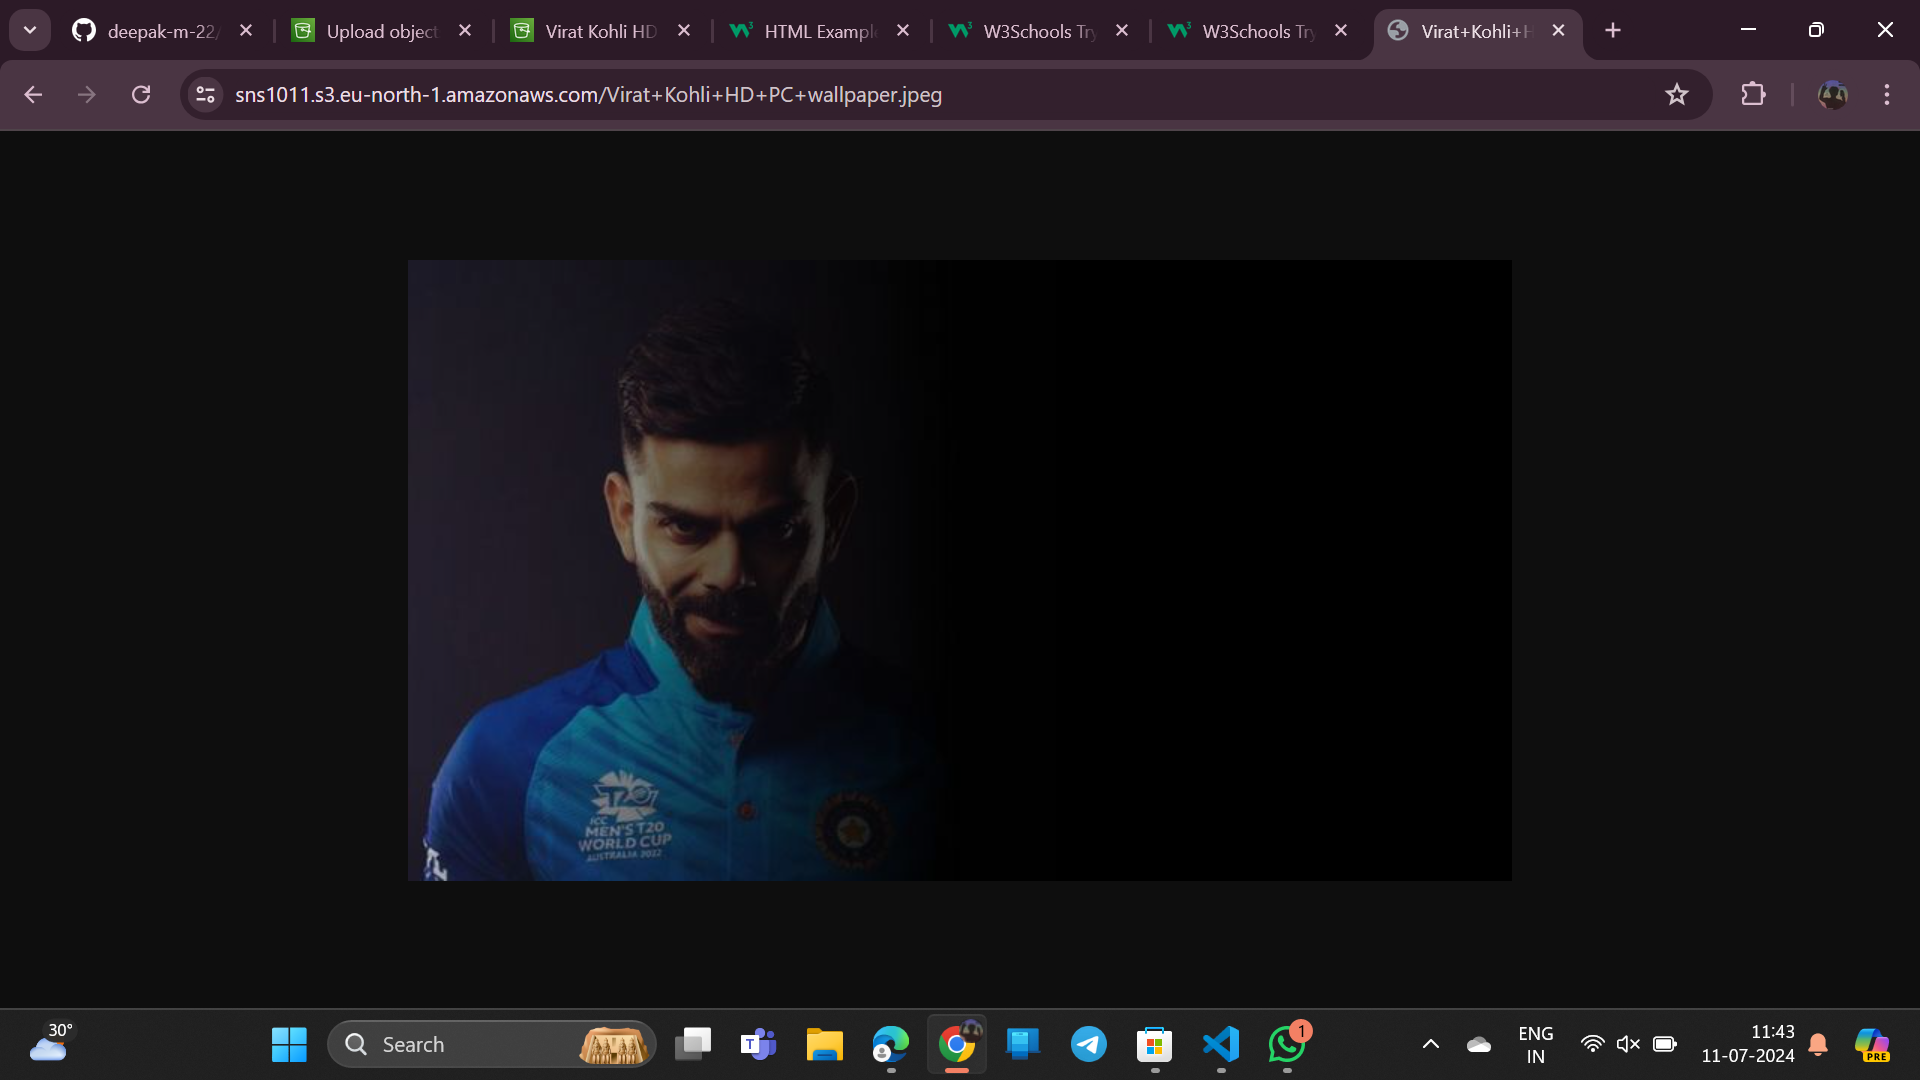 deepak-m-22/
Upload object
Virat Kohli HD
HTML Example
W3Schools Try
W3Schools Try
Virat+Kohli+H
sns1011.s3.eu-north-1.amazonaws.com/Virat+Kohli+HD+PC+wallpaper.jpeg
T20
ICC
MEN'S T20
WORLD CUP
AUSTRALIA 2022
30°
Search
T
1
ENG
IN
11:43
11-07-2024
PRE